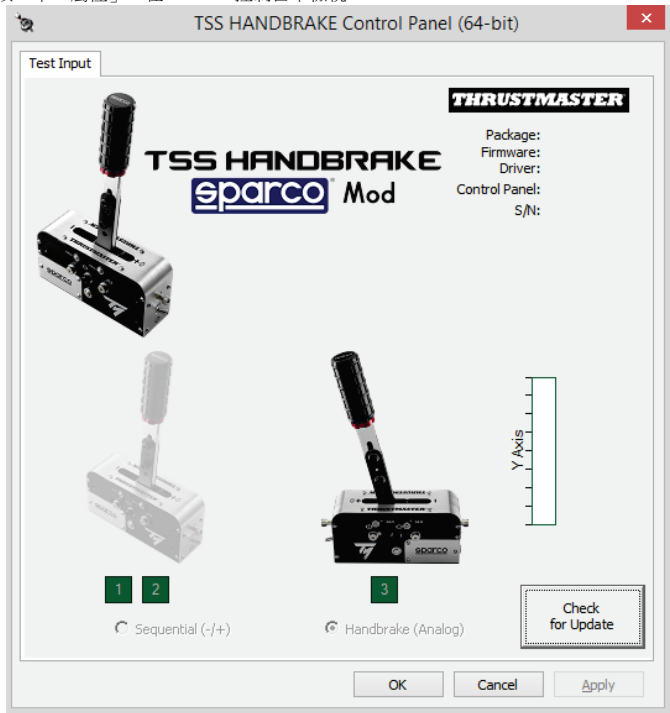 TSS HANDBRAKE Control Panel (64-bit)
Test Input
THRUSTMASTER
Package:
Firmware:
Driver:
Control Panel:
S/N:
TSS HANDBRAKE
sparco Mod
Y Axis
1 2
3
Sequential (-/+)
Handbrake (Analog)
Check
for Update
OK Cancel Apply